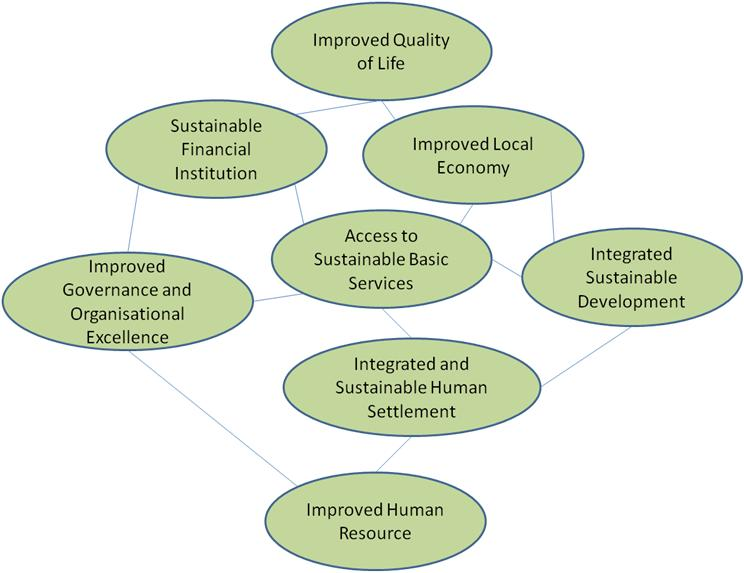 Improved Quality
of Life
Sustainable
Financial
Institution
Improved Local
Economy
Access to
Sustainable Basic
Services
Improved
Governance and
Organisational
Excellence
Integrated
Sustainable
Development
Integrated and
Sustainable Human
Settlement
Improved Human
Resource